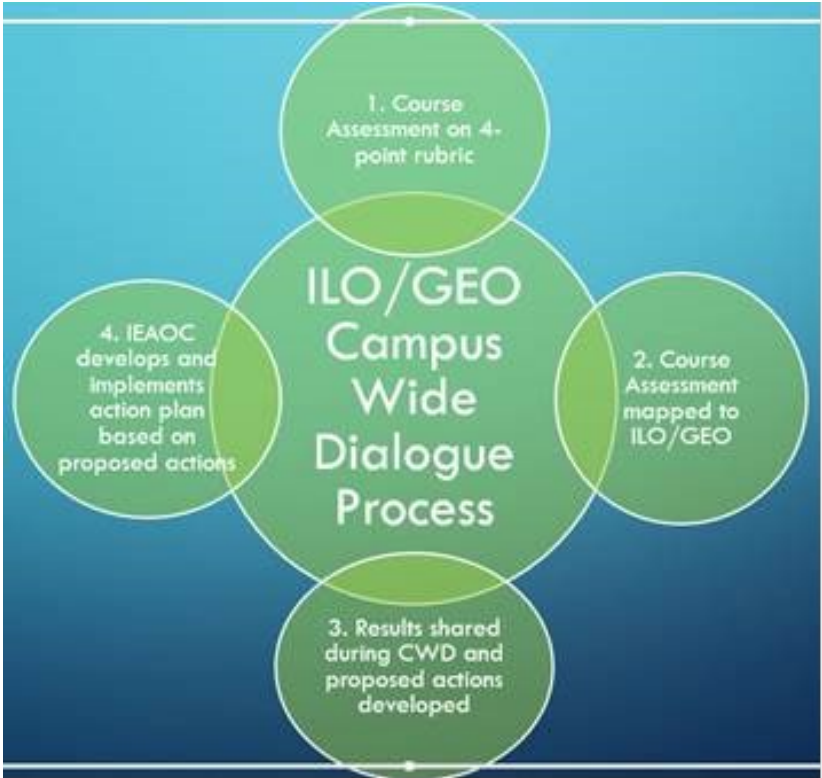 1. Course
Assessment on 4-
point rubric
ILO/GEO
Campus
Wide
Dialogue
Process
2. Course
Assessment
mapped to
ILO/GEO
3. Results shared
during CWD and
proposed actions
developed
4. IEAOC
develops and
implements
action plan
based on
proposed actions